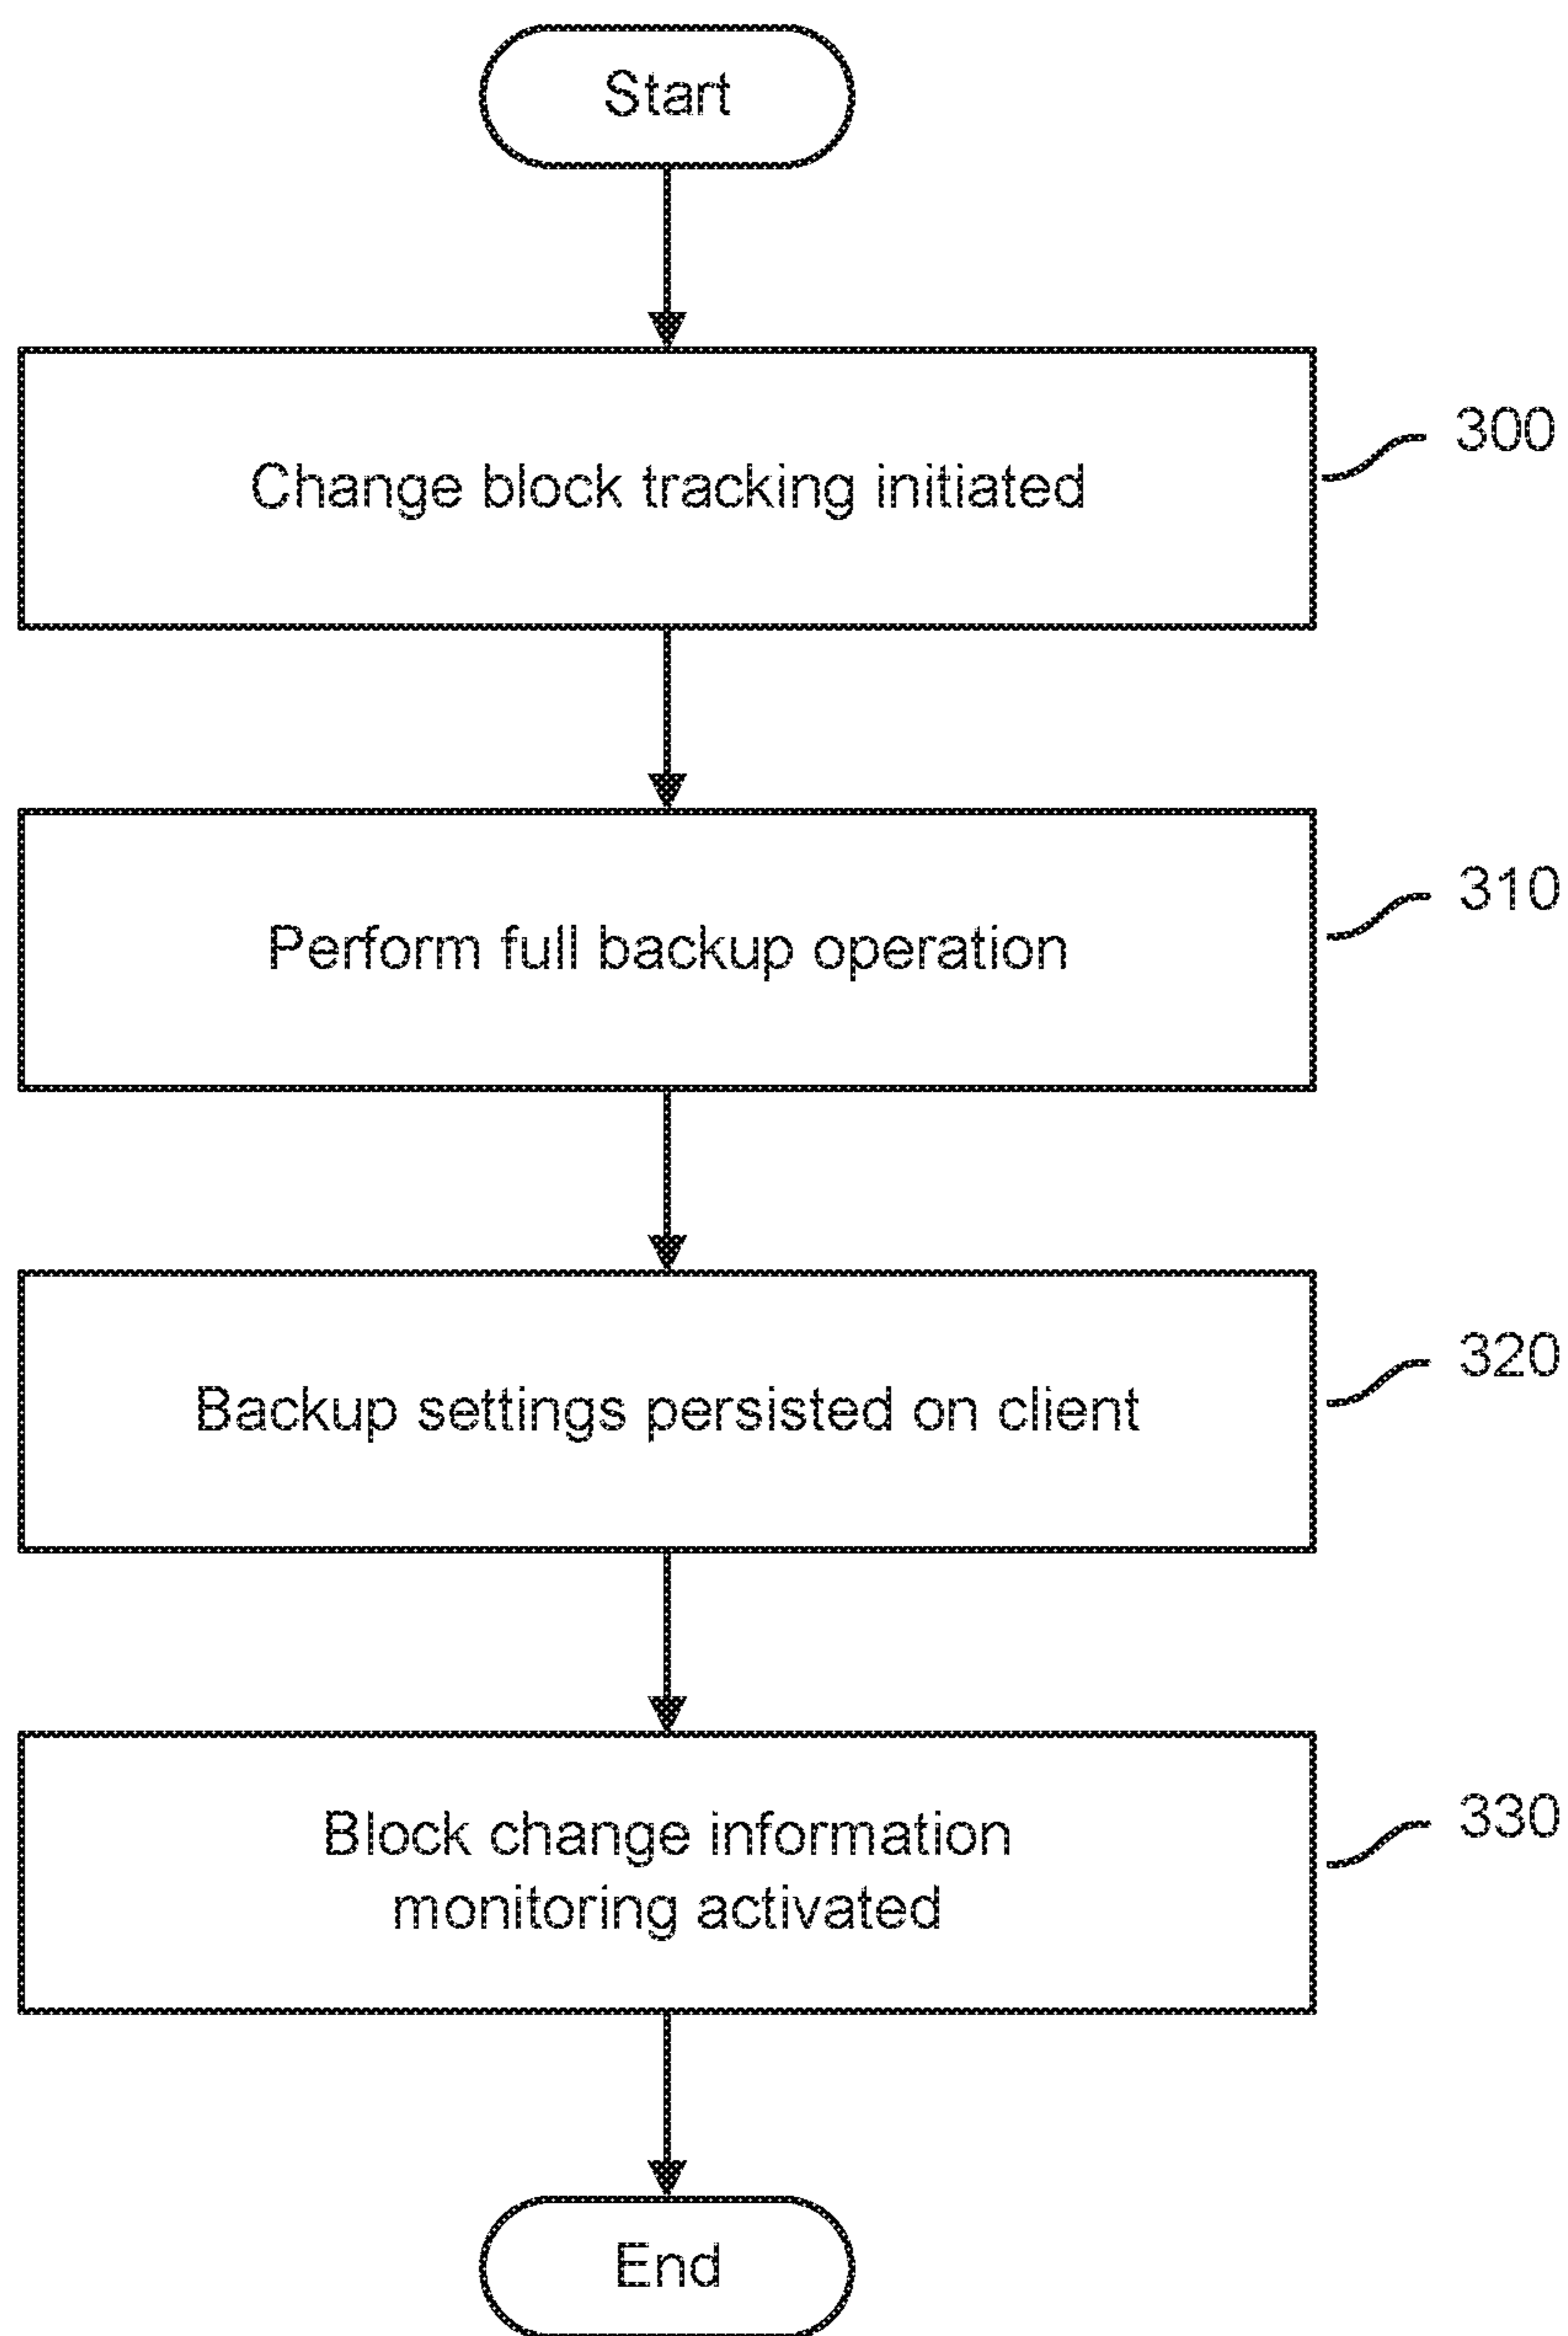 Start
Change block tracking initiated
300
Perform full backup operation
310
Backup settings persisted on client
320
Block change information
monitoring activated
330
End